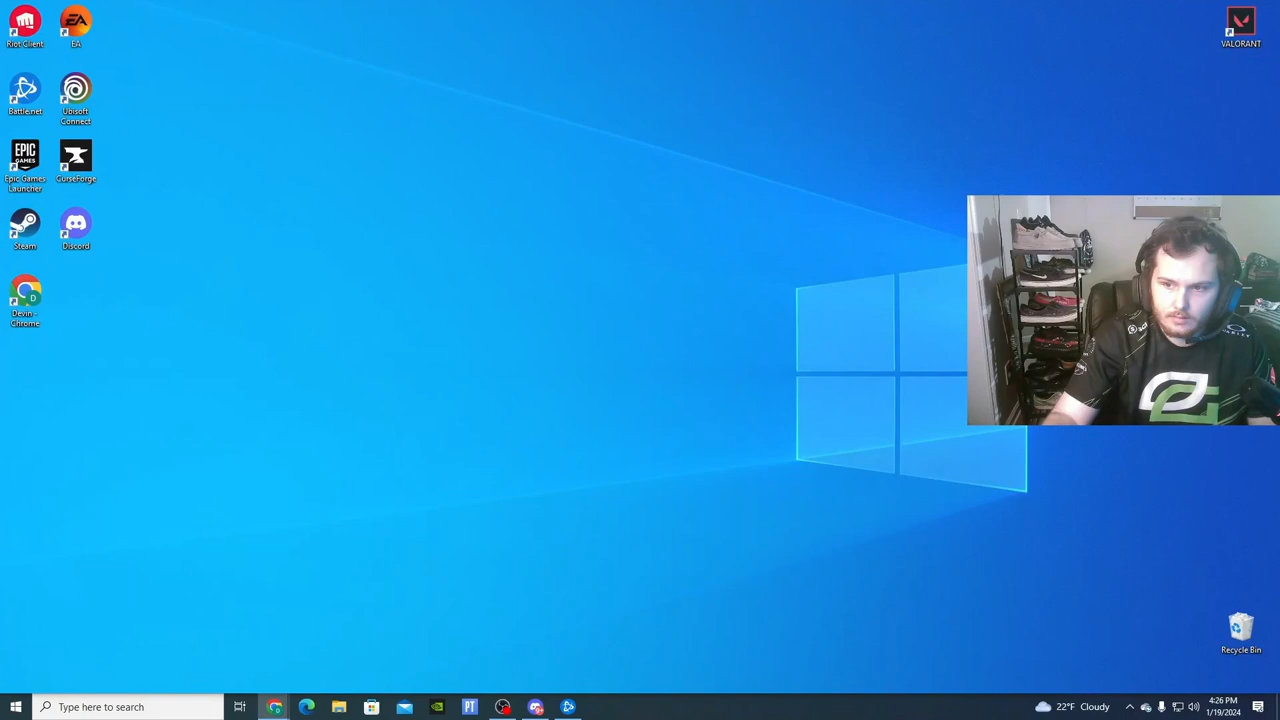 Riot Client
EA
VALORANT
Battle.net
Ubisoft
Connect
EPIC
GAMES
Epic Games
Launcher
CurseForge
Steam
Discord
D
Devin -
Chrome
Recycle Bin
Type here to search
PT
22°F Cloudy
4:26 PM
1/19/2024